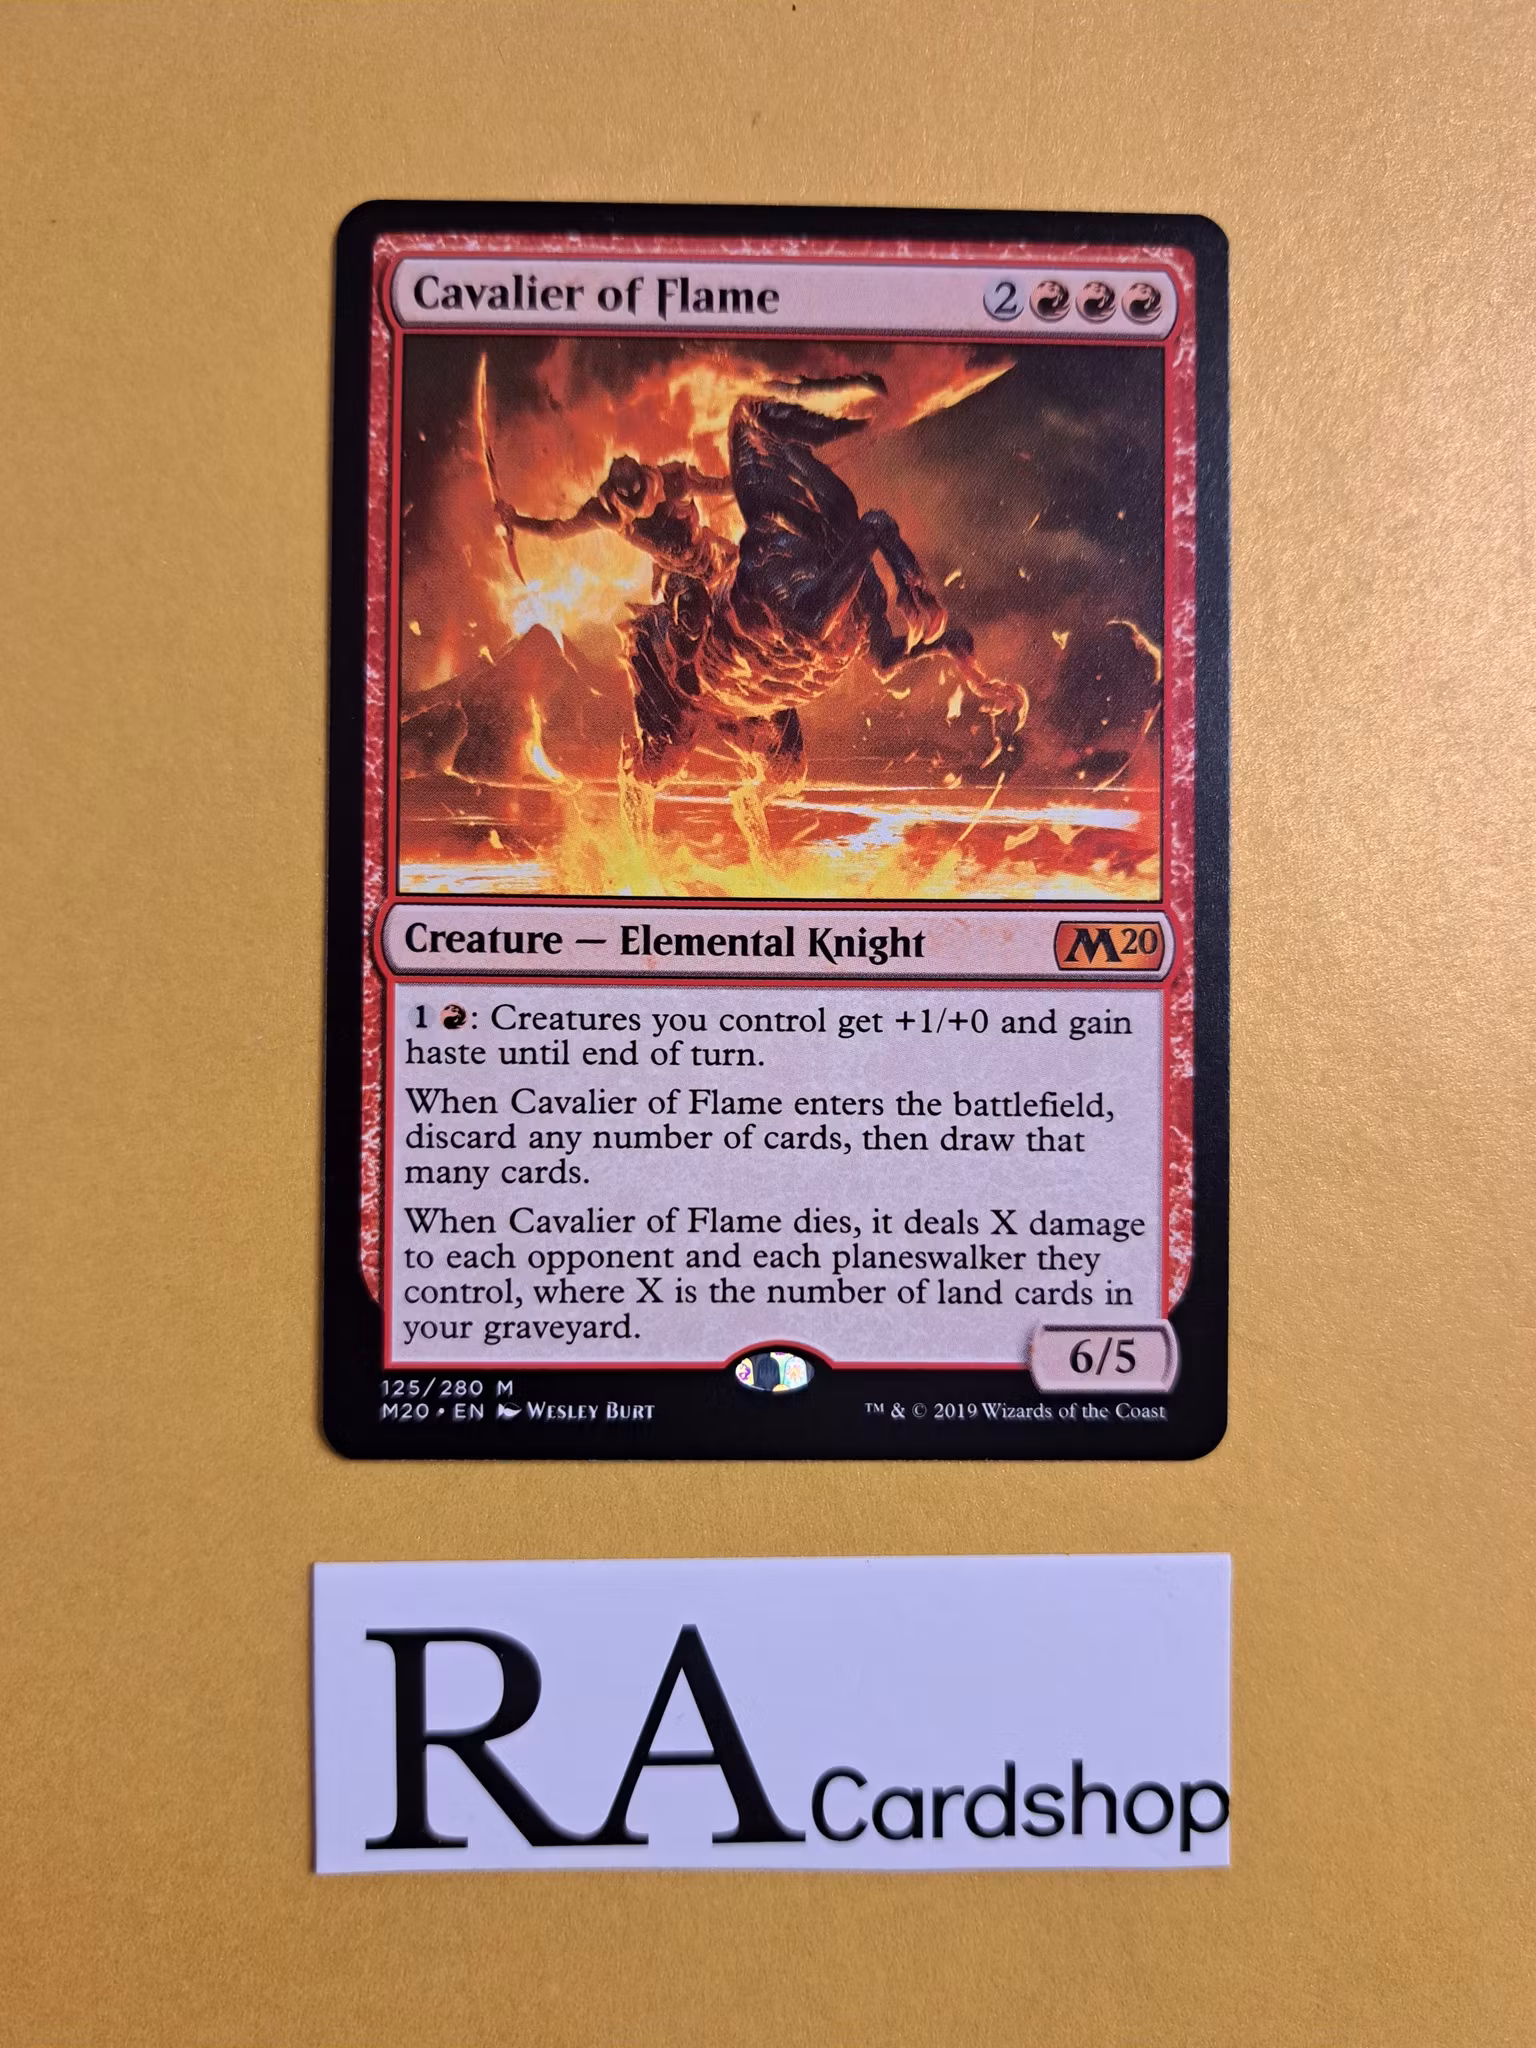 Cavalier of Flame 2
Creature — Elemental Knight M20
1 : Creatures you control get +1/+0 and gain
haste until end of turn.
When Cavalier of Flame enters the battlefield,
discard any number of cards, then draw that
many cards.
When Cavalier of Flame dies, it deals X damage
to each opponent and each planeswalker they
control, where X is the number of land cards in
your graveyard.
6/5
125/280 M
M20 • EN Wesley Burt ™ & © 2019 Wizards of the Coast
RA Cardshop